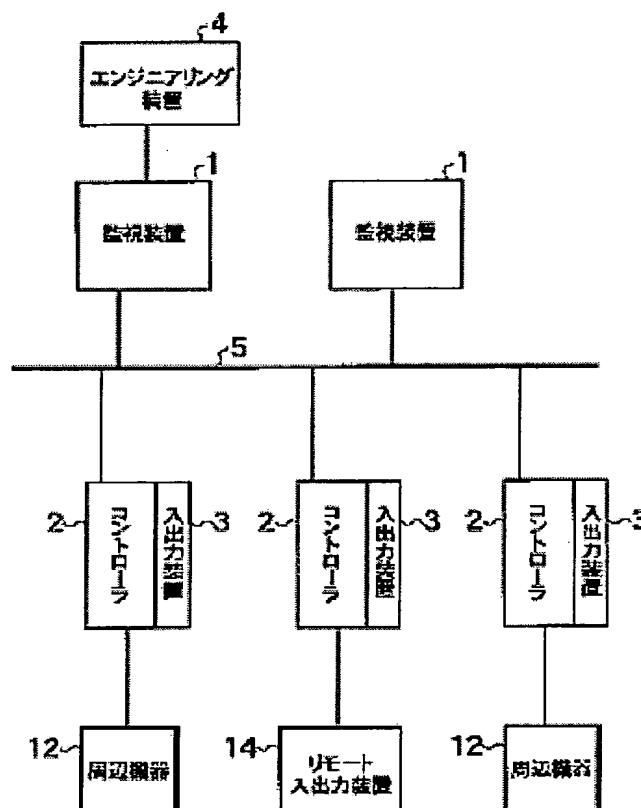 4
エンジニアリング
装置
1
1
監視装置
監視装置
5
2
コントローラ
入出力装置
3
2
コントローラ
入出力装置
3
2
コントローラ
入出力装置
3
12
周辺機器
14
リモート
入出力装置
12
周辺機器